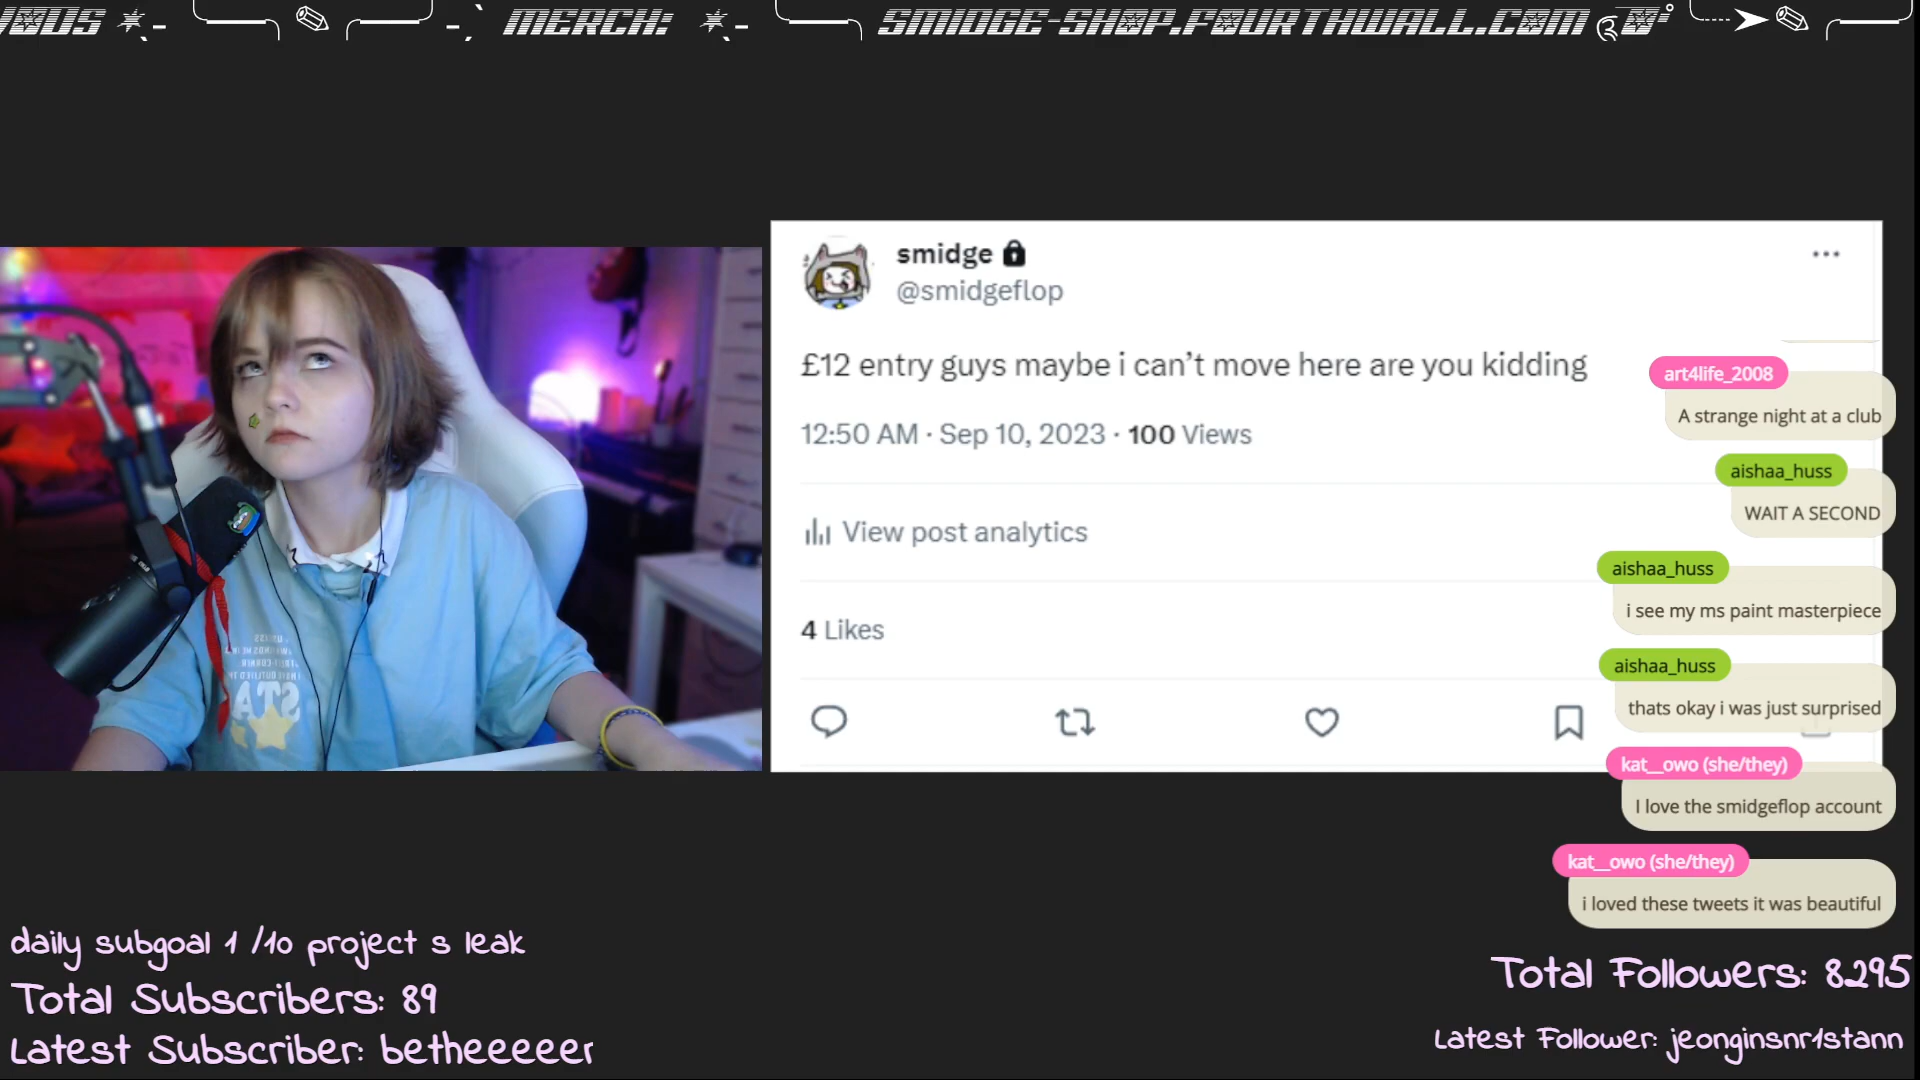 MERCH:
SMIDGE-SHOP.FOURTHWALL.COM
smidge
@smidgeflop
£12 entry guys maybe i can’t move here are you kidding
12:50 AM · Sep 10, 2023 · 100 Views
View post analytics
4 Likes
art4life_2008
A strange night at a club
aishaa_huss
WAIT A SECOND
aishaa_huss
i see my ms paint masterpiece
aishaa_huss
thats okay i was just surprised
kat__owo (she/they)
I love the smidgeflop account
kat__owo (she/they)
i loved these tweets it was beautiful
daily subgoal 1 /10 project s leak
Total Subscribers: 89
Latest Subscriber: betheeeeer
Total Followers: 8295
Latest Follower: jeonginsnr1stann